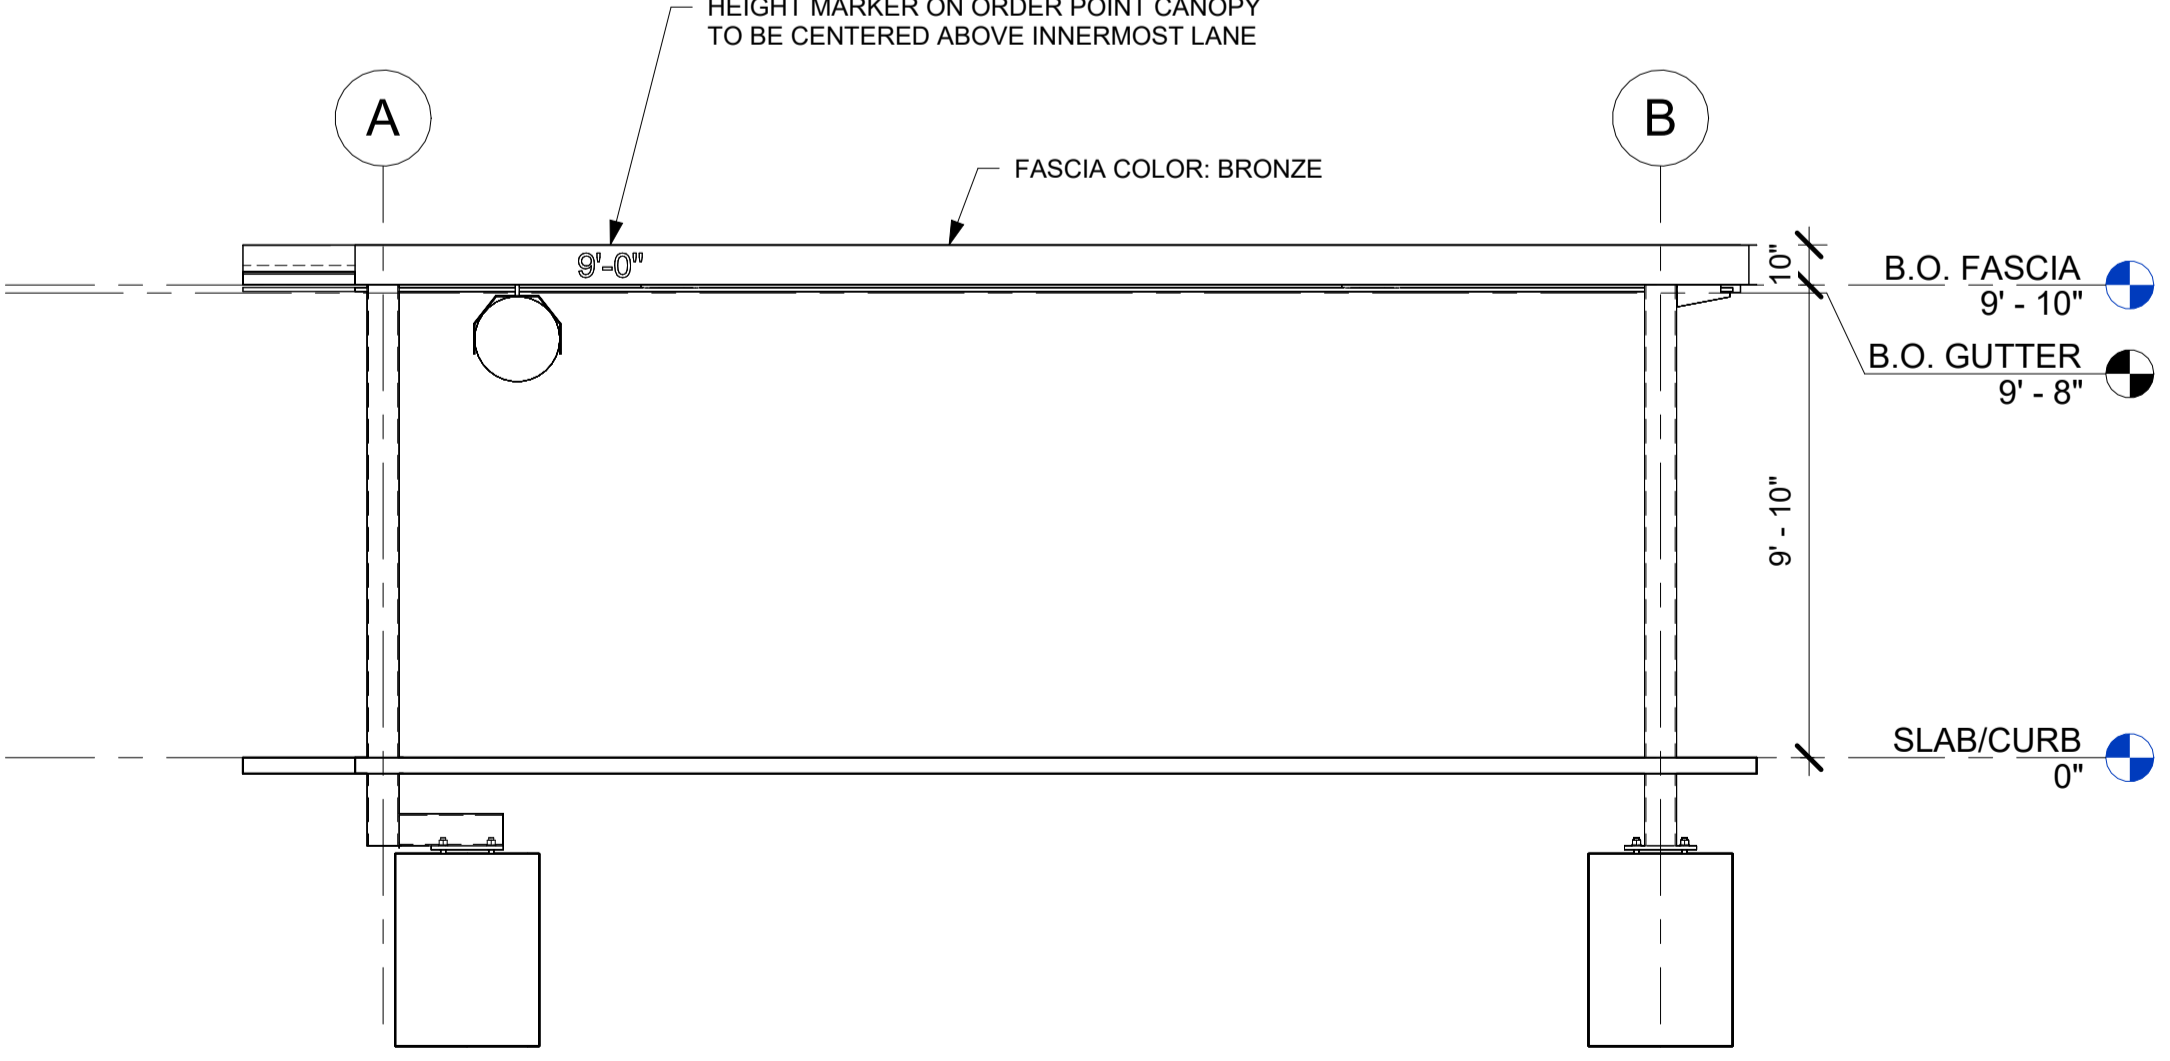 HEIGHT MARKER ON ORDER POINT CANOPY
TO BE CENTERED ABOVE INNERMOST LANE
A
B
FASCIA COLOR: BRONZE
9'-0"
10"
B.O. FASCIA
9' - 10"
B.O. GUTTER
9' - 8"
9' - 10"
SLAB/CURB
0"